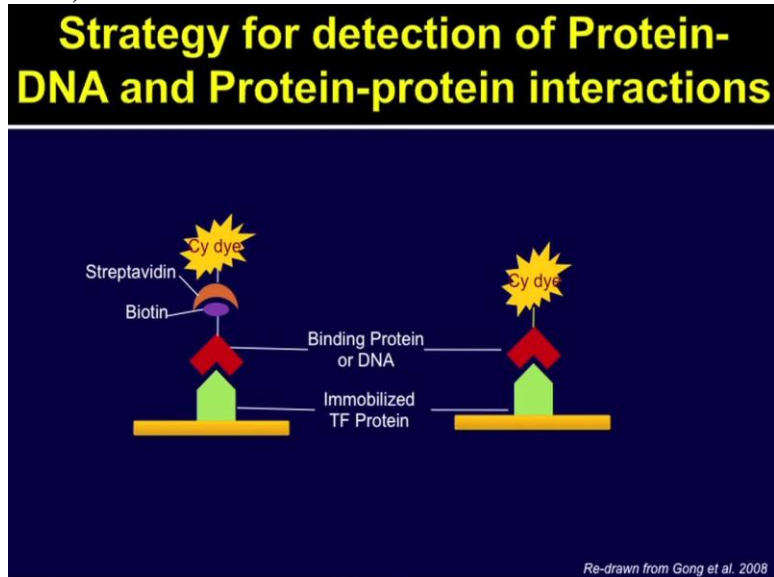 Strategy for detection of Protein-
DNA and Protein-protein interactions
Cy dye
Streptavidin
Biotin
Cy dye
Binding Protein
or DNA
Immobilized
TF Protein
Re-drawn from Gong et al. 2008